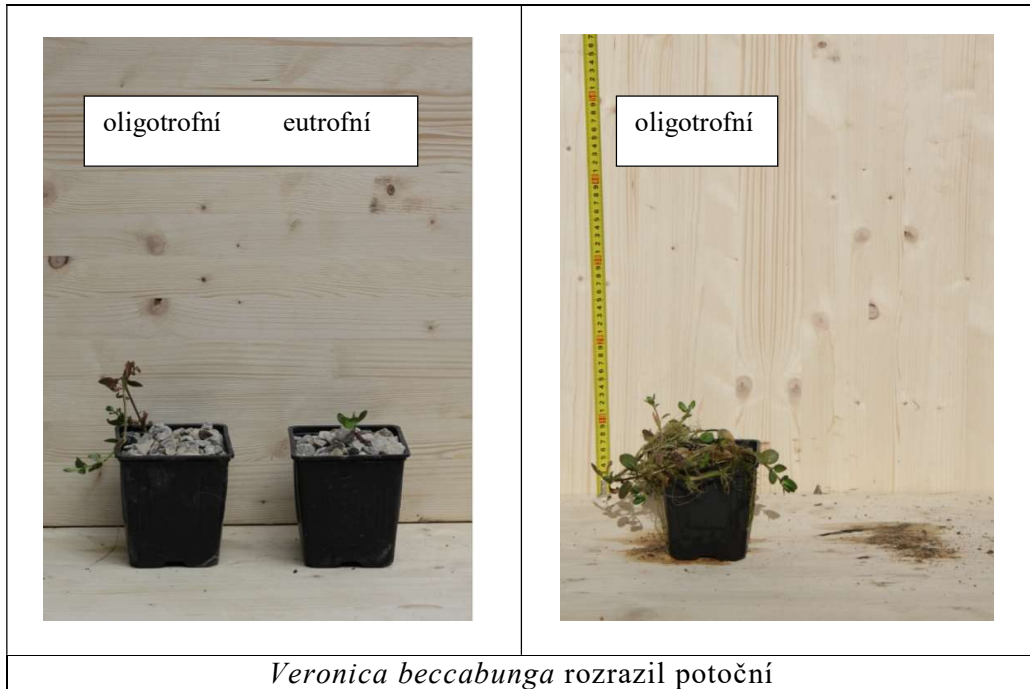 oligotrofní eutrofní
oligotrofní
Veronica beccabunga rozrazil potoční